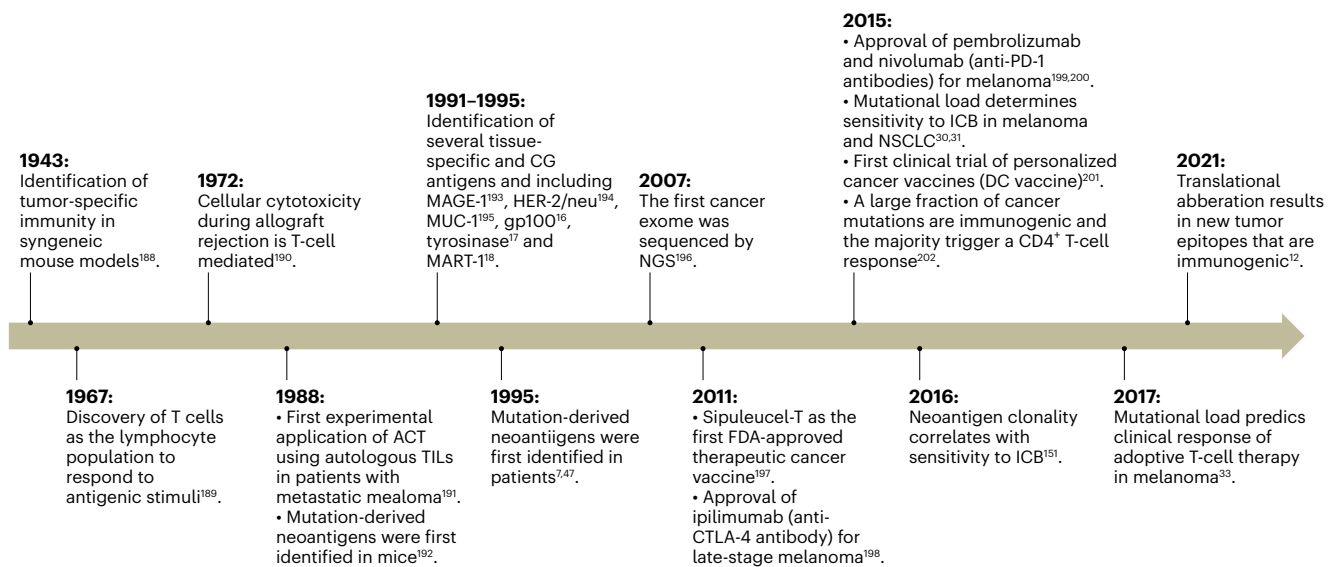 1943:
Identification of
tumor-specific
immunity in
syngeneic
mouse models188.
1972:
Cellular cytotoxicity
during allograft
rejection is T-cell
mediated190.
1991–1995:
Identification of
several tissue-
specific and CG
antigens and including
MAGE-1193, HER-2/neu194,
MUC-1195, gp10016,
tyrosinase17 and
MART-118.
2007:
The first cancer
exome was
sequenced by
NGS196.
2015:
• Approval of pembrolizumab
and nivolumab (anti-PD-1
antibodies) for melanoma199,200.
• Mutational load determines
sensitivity to ICB in melanoma
and NSCLC30,31.
• First clinical trial of personalized
cancer vaccines (DC vaccine)201.
• A large fraction of cancer
mutations are immunogenic and
the majority trigger a CD4+ T-cell
response202.
2021:
Translational
abberation results
in new tumor
epitopes that are
immunogenic12.
1967:
Discovery of T cells
as the lymphocyte
population to
respond to
antigenic stimuli189.
1988:
• First experimental
application of ACT
using autologous TILs
in patients with
metastatic mealoma191.
• Mutation-derived
neoantigens were first
identified in mice192.
1995:
Mutation-derived
neoantiigens were
first identified in
patients7,47.
2011:
• Sipuleucel-T as the
first FDA-approved
therapeutic cancer
vaccine197.
• Approval of
ipilimumab (anti-
CTLA-4 antibody) for
late-stage melanoma198.
2016:
Neoantigen clonality
correlates with
sensitivity to ICB151.
2017:
Mutational load predics
clinical response of
adoptive T-cell therapy
in melanoma33.